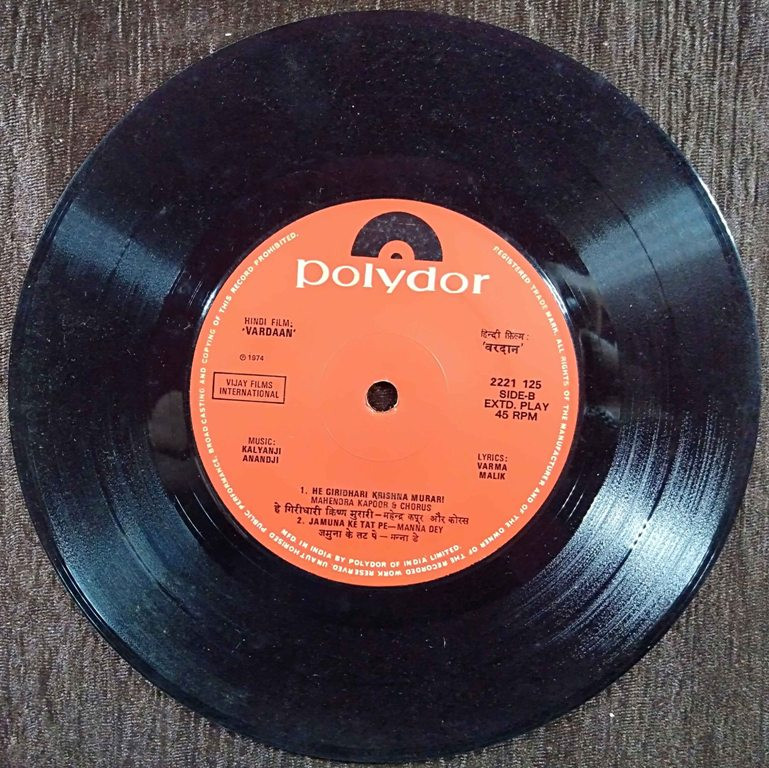 polydor
REGISTERED TRADE MARK. ALL RIGHTS OF THE MANUFACTURER AND OF THE OWNER OF THE RECORDED WORK RESERVED. UNAUTHORISED PUBLIC PERFORMANCE, BROADCASTING AND COPYING OF THIS RECORD PROHIBITED.
MFD IN INDIA BY POLYDOR OF INDIA LIMITED.
HINDI FILM:
'VARDAAN'
℗ 1974
VIJAY FILMS
INTERNATIONAL
हिन्दी फ़िल्म:
'वरदान'
2221 125
SIDE-B
EXTD. PLAY
45 RPM
MUSIC:
KALYANJI
ANANDJI
LYRICS:
VARMA
MALIK
1. HE GIRIDHARI KRISHNA MURARI
MAHENDRA KAPOOR & CHORUS
हे गिरीधारी क्रिष्ण मुरारी—महेन्द्र कपूर और कोरस
2. JAMUNA KE TAT PE—MANNA DEY
जमुना के तट पे—मन्ना डे